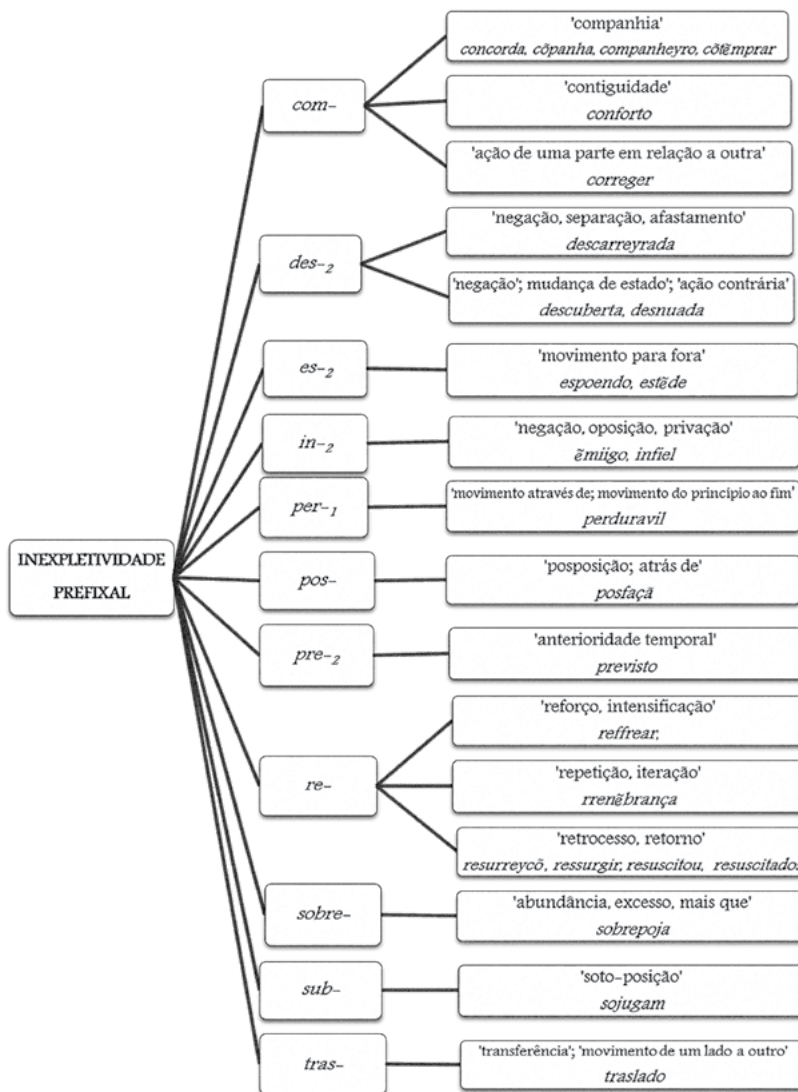 'companhia'
concorda, cõpanha, companheyro, cõtẽmprar
com-
'contiguidade'
conforto
'ação de uma parte em relação a outra'
correger
'negação, separação, afastamento'
descarreyrada
des-₂
'negação'; mudança de estado'; 'ação contrária'
descuberta, desnuada
es-₂
'movimento para fora'
espoendo, estẽde
in-₂
'negação, oposição, privação'
ẽmiigo, infiel
per-₁
'movimento através de; movimento do princípio ao fim'
perduravil
INEXPLETIVIDADE
PREFIXAL
pos-
'posposição; atrás de'
posfaçã
pre-₂
'anterioridade temporal'
previsto
'reforço, intensificação'
reffrear,
re-
'repetição, iteração'
rrenẽbrança
'retrocesso, retorno'
resurreycõ, ressurgir, resuscitou, resuscitados
sobre-
'abundância, excesso, mais que'
sobrepoja
sub-
'soto-posição'
sojugam
tras-
'transferência'; 'movimento de um lado a outro'
traslado